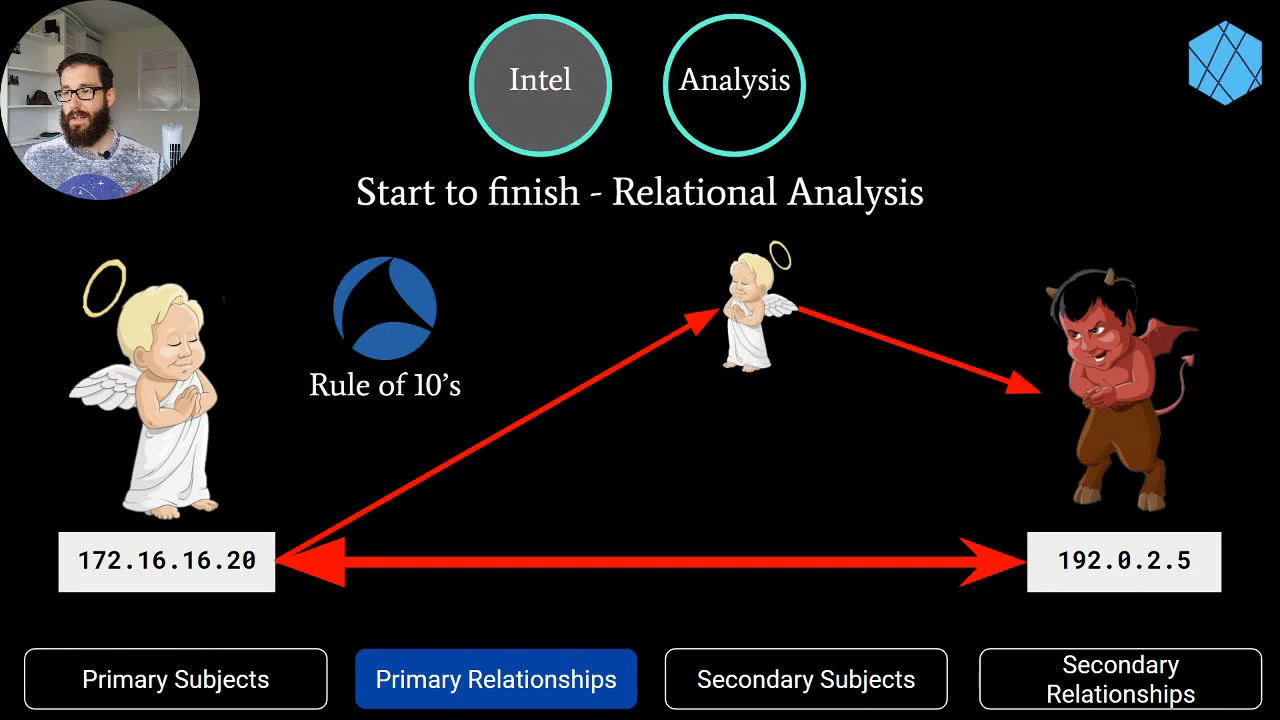 Intel
Analysis
Start to finish - Relational Analysis
Rule of 10’s
172.16.16.20
192.0.2.5
Primary Subjects
Primary Relationships
Secondary Subjects
Secondary
Relationships